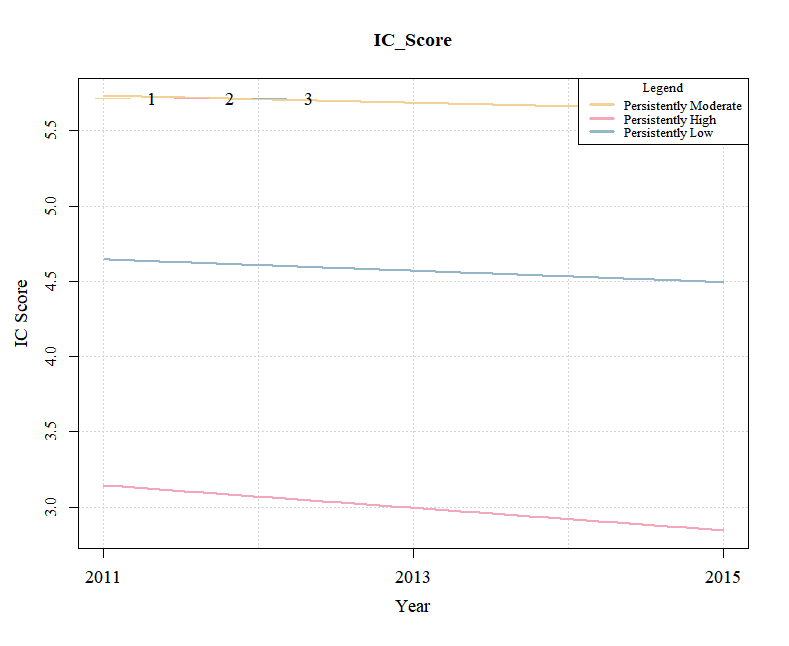 IC_Score
1 2 3
Legend
Persistently Moderate
Persistently High
Persistently Low
5.5
5.0
4.5
4.0
3.5
3.0
IC Score
2011 2013 2015
Year